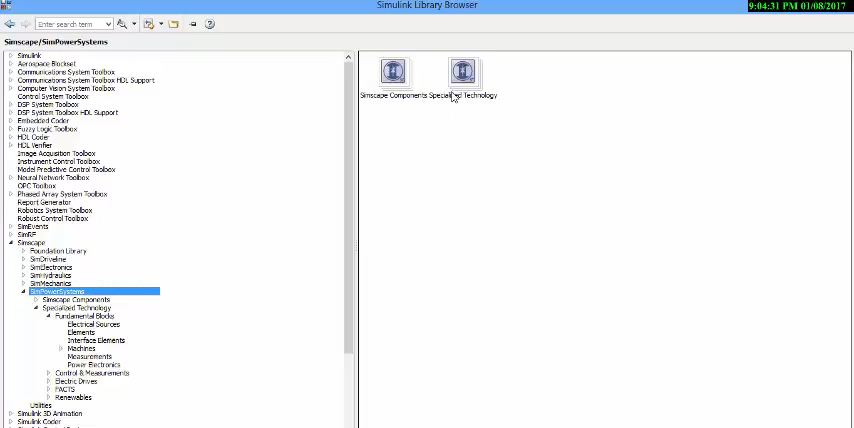 Simulink Library Browser
9:04:31 PM 01/08/2017
Enter search term
Simscape/SimPowerSystems
Simulink
Aerospace Blockset
Communications System Toolbox
Communications System Toolbox HDL Support
Computer Vision System Toolbox
Control System Toolbox
DSP System Toolbox
DSP System Toolbox HDL Support
Embedded Coder
Fuzzy Logic Toolbox
HDL Coder
HDL Verifier
Image Acquisition Toolbox
Instrument Control Toolbox
Model Predictive Control Toolbox
Neural Network Toolbox
OPC Toolbox
Phased Array System Toolbox
Report Generator
Robotics System Toolbox
Robust Control Toolbox
SimEvents
SimRF
Simscape
Foundation Library
SimDriveline
SimElectronics
SimHydraulics
SimMechanics
SimPowerSystems
Simscape Components
Specialized Technology
Fundamental Blocks
Electrical Sources
Elements
Interface Elements
Machines
Measurements
Power Electronics
Control & Measurements
Electric Drives
FACTS
Renewables
Utilities
Simulink 3D Animation
Simulink Coder
Simscape Components
Specialized Technology